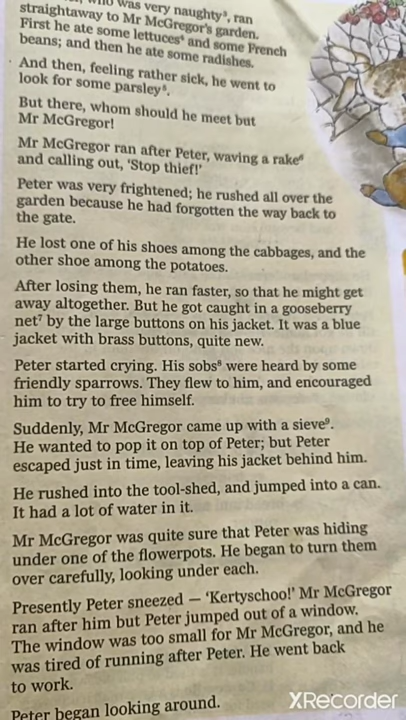 who was very naughty³, ran
straightaway to Mr McGregor's garden.
First he ate some lettuces⁴ and some French
beans; and then he ate some radishes.
And then, feeling rather sick, he went to
look for some parsley⁵.
But there, whom should he meet but
Mr McGregor!
Mr McGregor ran after Peter, waving a rake⁶
and calling out, 'Stop thief!'
Peter was very frightened; he rushed all over the
garden because he had forgotten the way back to
the gate.
He lost one of his shoes among the cabbages, and the
other shoe among the potatoes.
After losing them, he ran faster, so that he might get
away altogether. But he got caught in a gooseberry
net⁷ by the large buttons on his jacket. It was a blue
jacket with brass buttons, quite new.
Peter started crying. His sobs⁸ were heard by some
friendly sparrows. They flew to him, and encouraged
him to try to free himself.
Suddenly, Mr McGregor came up with a sieve⁹.
He wanted to pop it on top of Peter; but Peter
escaped just in time, leaving his jacket behind him.
He rushed into the tool-shed, and jumped into a can.
It had a lot of water in it.
Mr McGregor was quite sure that Peter was hiding
under one of the flowerpots. He began to turn them
over carefully, looking under each.
Presently Peter sneezed — 'Kertyschoo!' Mr McGregor
ran after him but Peter jumped out of a window.
The window was too small for Mr McGregor, and he
was tired of running after Peter. He went back
to work.
Peter began looking around.
XRecorder